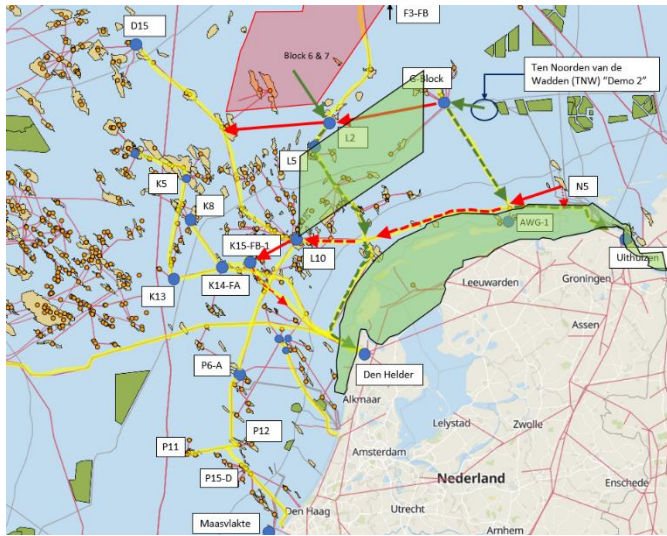 F3-FB
D15
Block 6 & 7
G-Block
Ten Noorden van de
Wadden (TNW) "Demo 2"
L2
L5
K5
K8
N5
AWG-1
K15-FB-1
L10
Uithuizen
Groningen
Leeuwarden
K14-FA
K13
Assen
P6-A
Den Helder
Alkmaar
Lelystad
Zwolle
P12
P11
Amsterdam
P15-D
Nederland
Enschede
Den Haag
Utrecht
Maasvlakte
Arnhem